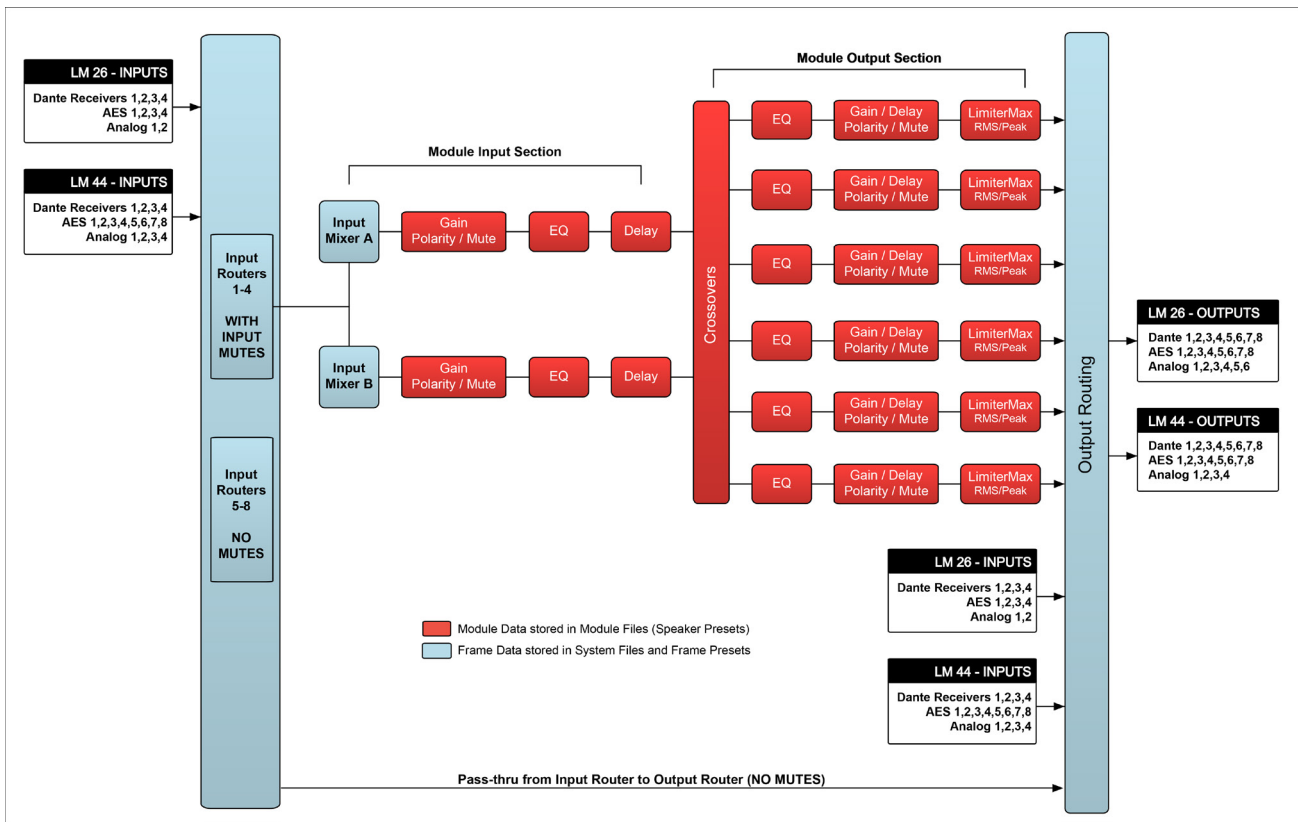 LM 26 - INPUTS
Dante Receivers 1,2,3,4
AES 1,2,3,4
Analog 1,2
LM 44 - INPUTS
Dante Receivers 1,2,3,4
AES 1,2,3,4,5,6,7,8
Analog 1,2,3,4
Input
Routers
1-4
WITH
INPUT
MUTES
Input
Routers
5-8
NO
MUTES
Module Input Section
Input
Mixer A
Gain
Polarity / Mute
EQ
Delay
Input
Mixer B
Gain
Polarity / Mute
EQ
Delay
Crossovers
Module Output Section
EQ
Gain / Delay
Polarity / Mute
LimiterMax
RMS/Peak
EQ
Gain / Delay
Polarity / Mute
LimiterMax
RMS/Peak
EQ
Gain / Delay
Polarity / Mute
LimiterMax
RMS/Peak
EQ
Gain / Delay
Polarity / Mute
LimiterMax
RMS/Peak
EQ
Gain / Delay
Polarity / Mute
LimiterMax
RMS/Peak
EQ
Gain / Delay
Polarity / Mute
LimiterMax
RMS/Peak
Output Routing
LM 26 - OUTPUTS
Dante 1,2,3,4,5,6,7,8
AES 1,2,3,4,5,6,7,8
Analog 1,2,3,4,5,6
LM 44 - OUTPUTS
Dante 1,2,3,4,5,6,7,8
AES 1,2,3,4,5,6,7,8
Analog 1,2,3,4
LM 26 - INPUTS
Dante Receivers 1,2,3,4
AES 1,2,3,4
Analog 1,2
LM 44 - INPUTS
Dante Receivers 1,2,3,4
AES 1,2,3,4,5,6,7,8
Analog 1,2,3,4
Module Data stored in Module Files (Speaker Presets)
Frame Data stored in System Files and Frame Presets
Pass-thru from Input Router to Output Router (NO MUTES)